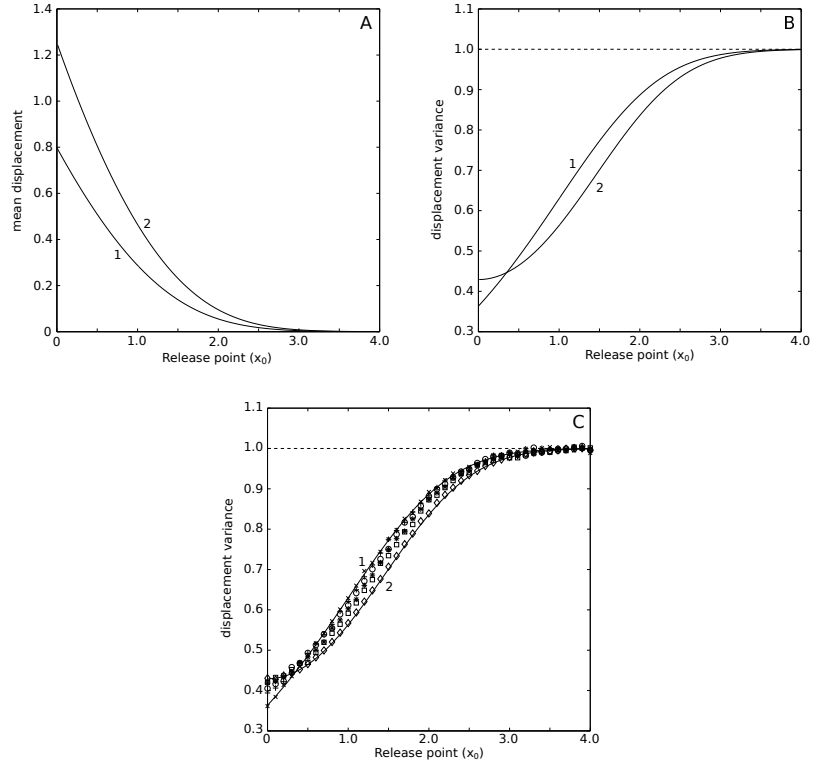 A
mean displacement
1.4
1.2
1.0
0.8
0.6
0.4
0.2
0
1
2
0 1.0 2.0 3.0 4.0
Release point (x₀)
B
displacement variance
1.1
1.0
0.9
0.8
0.7
0.6
0.5
0.4
0.3
1
2
0 1.0 2.0 3.0 4.0
Release point (x₀)
C
displacement variance
1.1
1.0
0.9
0.8
0.7
0.6
0.5
0.4
0.3
1
2
0 1.0 2.0 3.0 4.0
Release point (x₀)